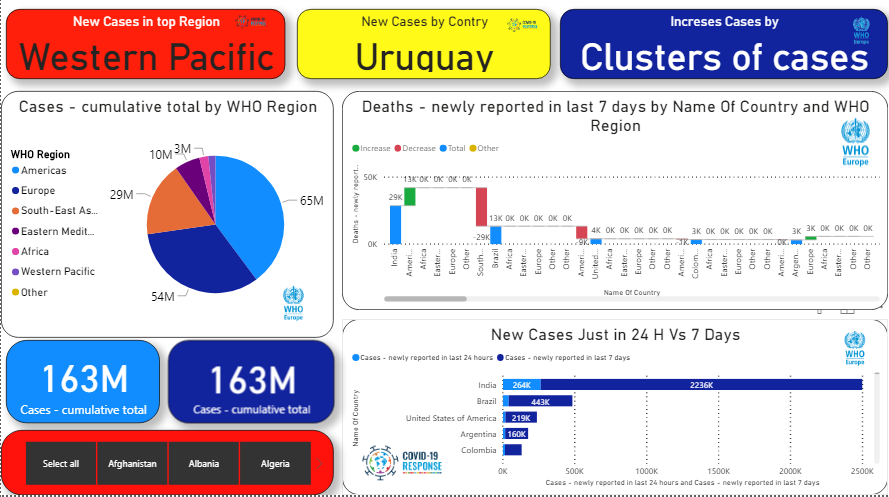 New Cases in top Region
Western Pacific
New Cases by Contry
Uruguay
Increses Cases by
Clusters of cases
WHO
Europe
Cases - cumulative total by WHO Region
WHO Region
Americas
Europe
South-East As...
Eastern Medit...
Africa
Western Pacific
Other
65M
54M
29M
10M
3M
WHO
Europe
Deaths - newly reported in last 7 days by Name Of Country and WHO
Region
WHO
Europe
Increase Decrease Total Other
Deaths - newly report...
50K
0K
29K 13K 0K 0K 0K 0K -29K 13K 0K 0K 0K 0K 0K -9K 4K 0K 0K 0K 0K 0K -1K 3K 0K 0K 0K 0K 0K 0K 3K 3K 0K 0K 0K 0K
India Ameri... Africa Easter... Europe Other South... Brazil Africa Easter... Europe Other Other Ameri... United... Africa Easter... Europe Other Other Ameri... Colom... Africa Easter... Europe Other Other Ameri... Argen... Europe Africa Easter... Other Other
Name Of Country
163M
Cases - cumulative total
163M
Cases - cumulative total
Select all Afghanistan Albania Algeria
New Cases Just in 24 H Vs 7 Days
WHO
Europe
Cases - newly reported in last 24 hours Cases - newly reported in last 7 days
Name Of Country
India 264K 2236K
Brazil 443K
United States of America 219K
Argentina 160K
Colombia
0K 500K 1000K 1500K 2000K 2500K
Cases - newly reported in last 24 hours and Cases - newly reported in last 7 days
COVID-19
RESPONSE